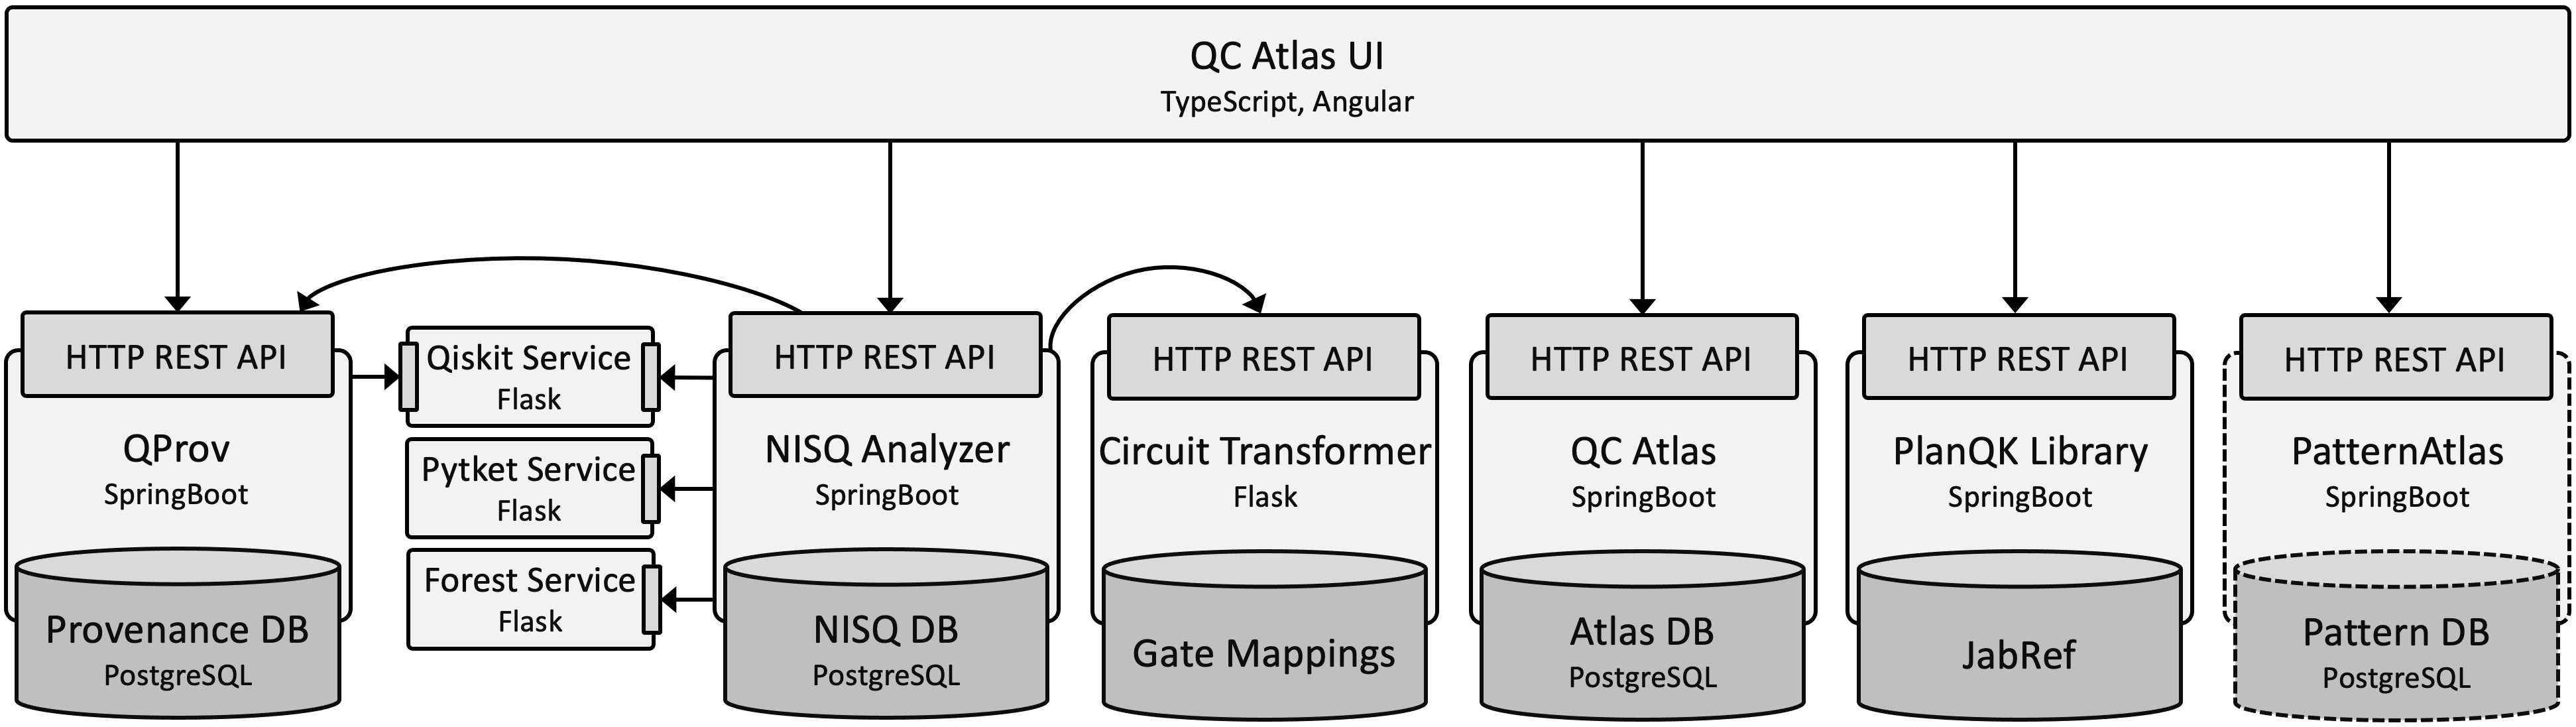 QC Atlas UI
TypeScript, Angular
HTTP REST API
QProv
SpringBoot
Provenance DB
PostgreSQL
Qiskit Service
Flask
Pytket Service
Flask
Forest Service
Flask
HTTP REST API
NISQ Analyzer
SpringBoot
NISQ DB
PostgreSQL
HTTP REST API
Circuit Transformer
Flask
Gate Mappings
HTTP REST API
QC Atlas
SpringBoot
Atlas DB
PostgreSQL
HTTP REST API
PlanQK Library
SpringBoot
JabRef
HTTP REST API
PatternAtlas
SpringBoot
Pattern DB
PostgreSQL